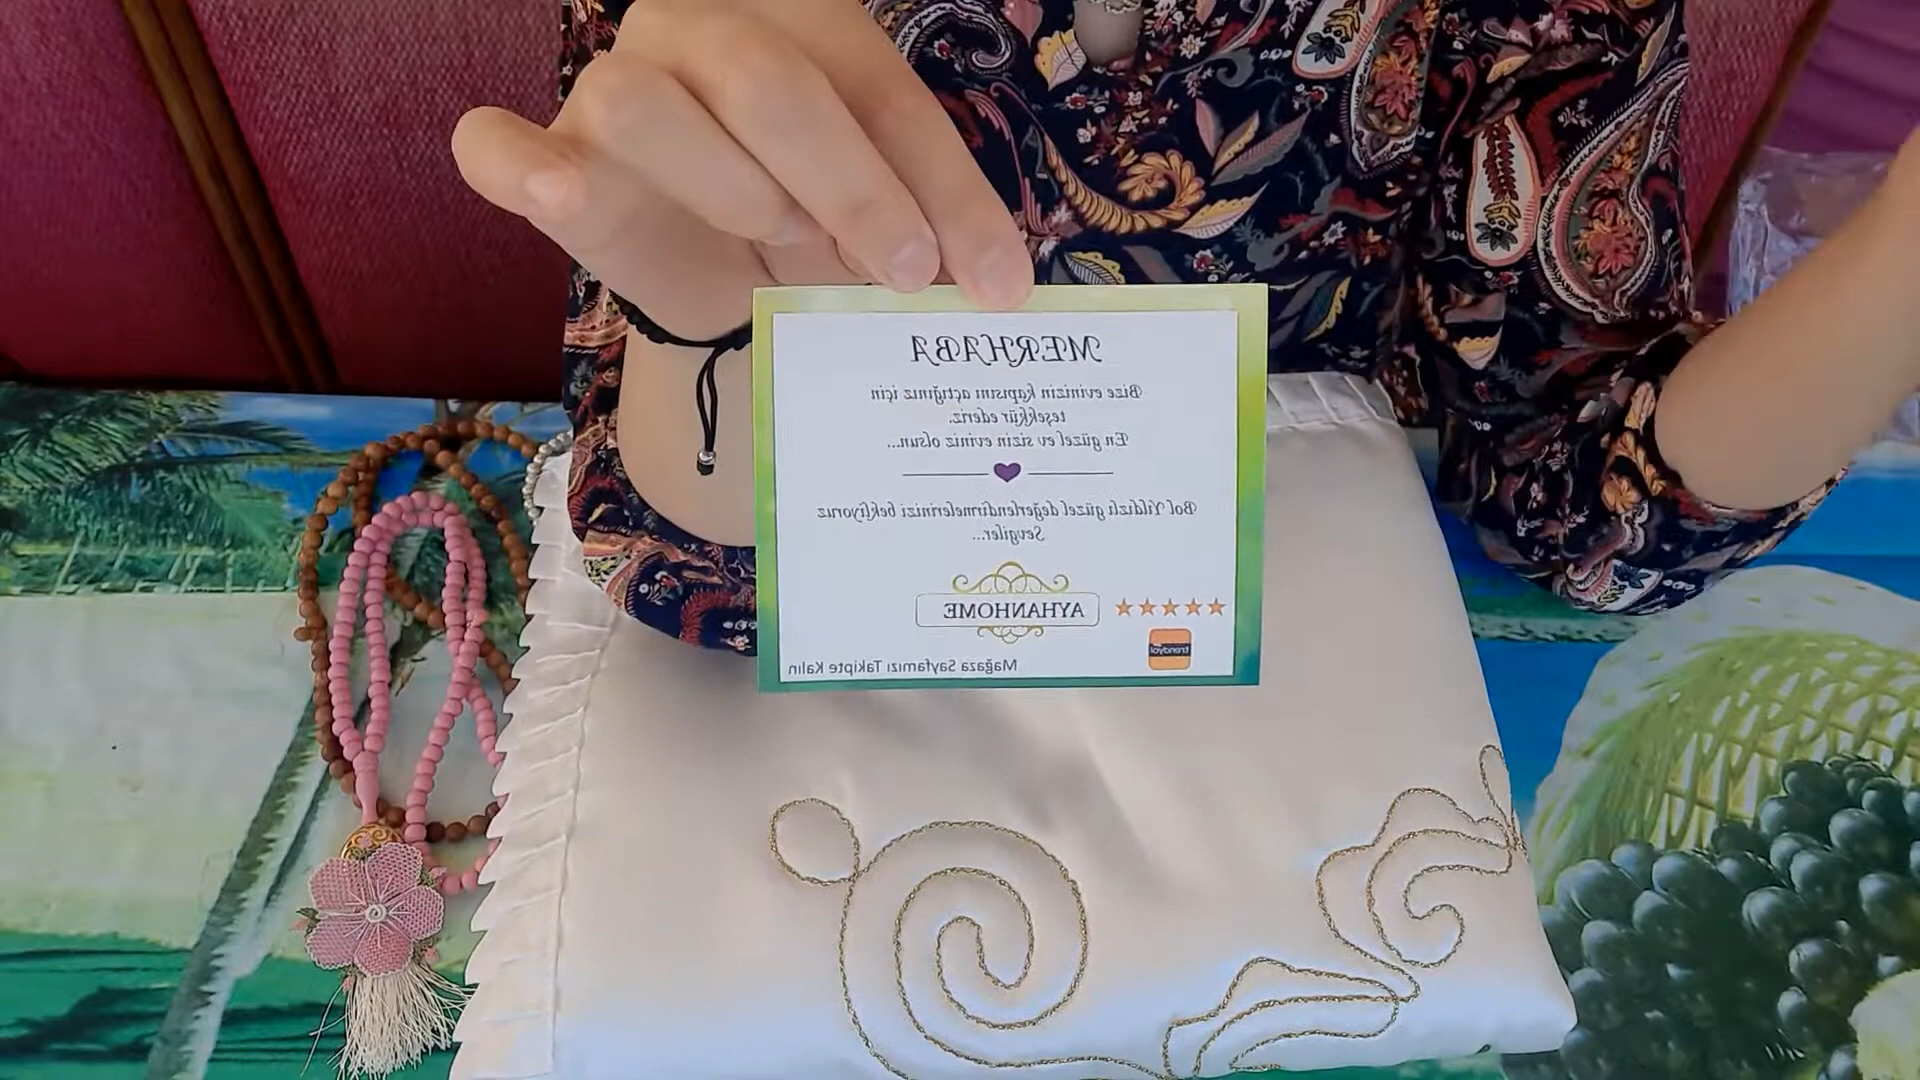 MERHABA
Bize evinizin kapısını açtığınız için
teşekkür ederiz.
En güzel ev sizin eviniz olsun...
Bol Yıldızlı güzel değerlendirmelerinizi bekliyoruz
Sevgiler...
AYHANHOME
trendyol
Mağaza Sayfamızı Takipte Kalın